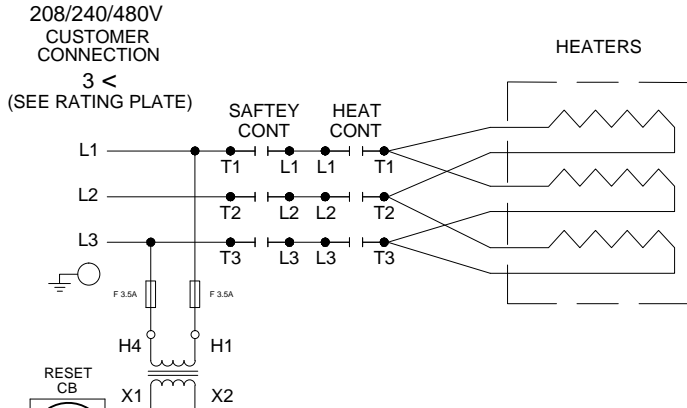 208/240/480V
CUSTOMER
CONNECTION
3 <
(SEE RATING PLATE)
HEATERS
SAFTEY
CONT
HEAT
CONT
L1
T1
L1
L1
T1
L2
T2
L2
L2
T2
L3
T3
L3
L3
T3
F 3.5A
F 3.5A
H4
H1
RESET
CB
X1
X2